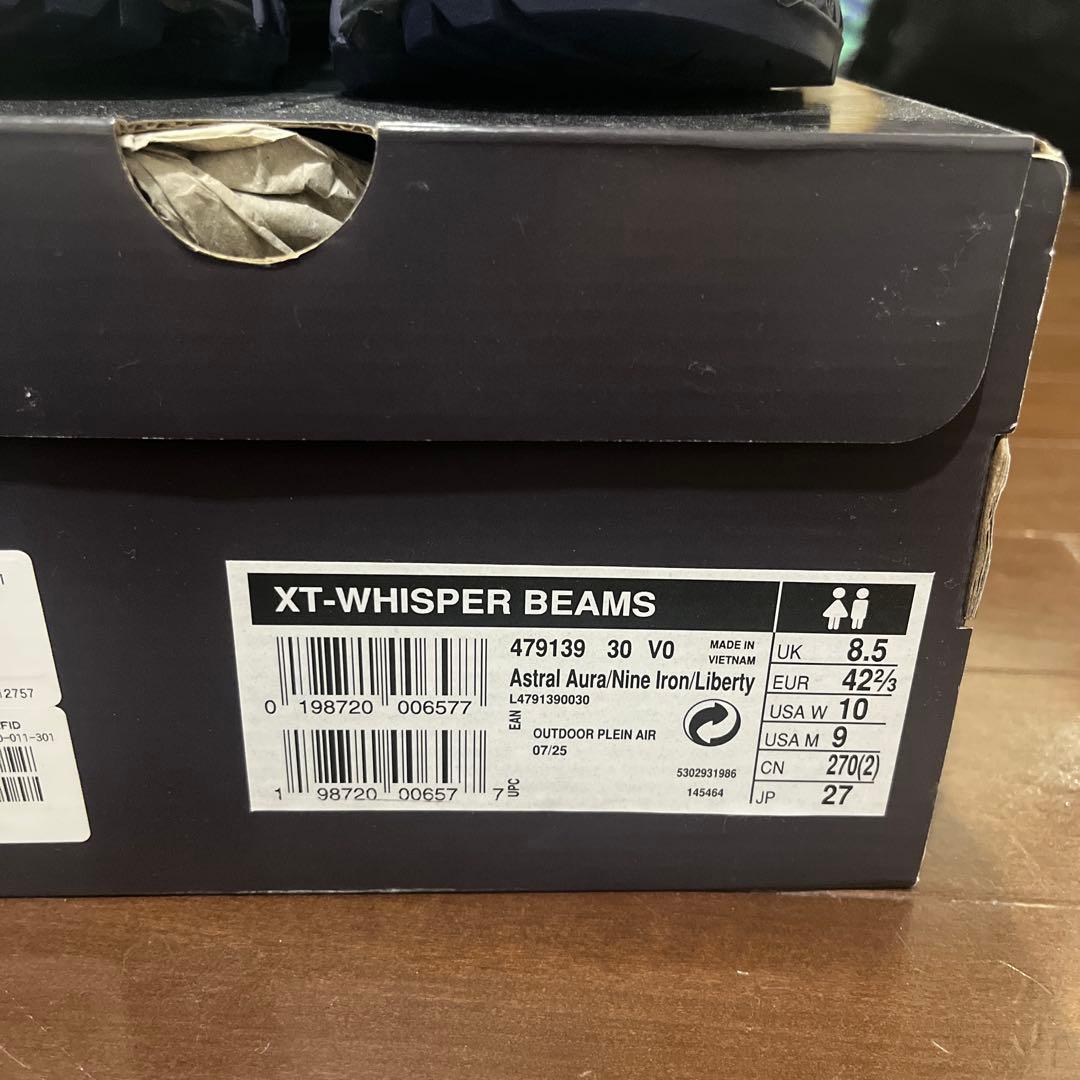 XT-WHISPER BEAMS
479139 30 V0
MADE IN
VIETNAM
Astral Aura/Nine Iron/Liberty
L4791390030
0 198720 006577
EAN
OUTDOOR PLEIN AIR
07/25
5302931986
145464
1 98720 00657 7
UPC
UK 8.5
EUR 42⅔
USA W 10
USA M 9
CN 270(2)
JP 27
12757
FID
0-011-301